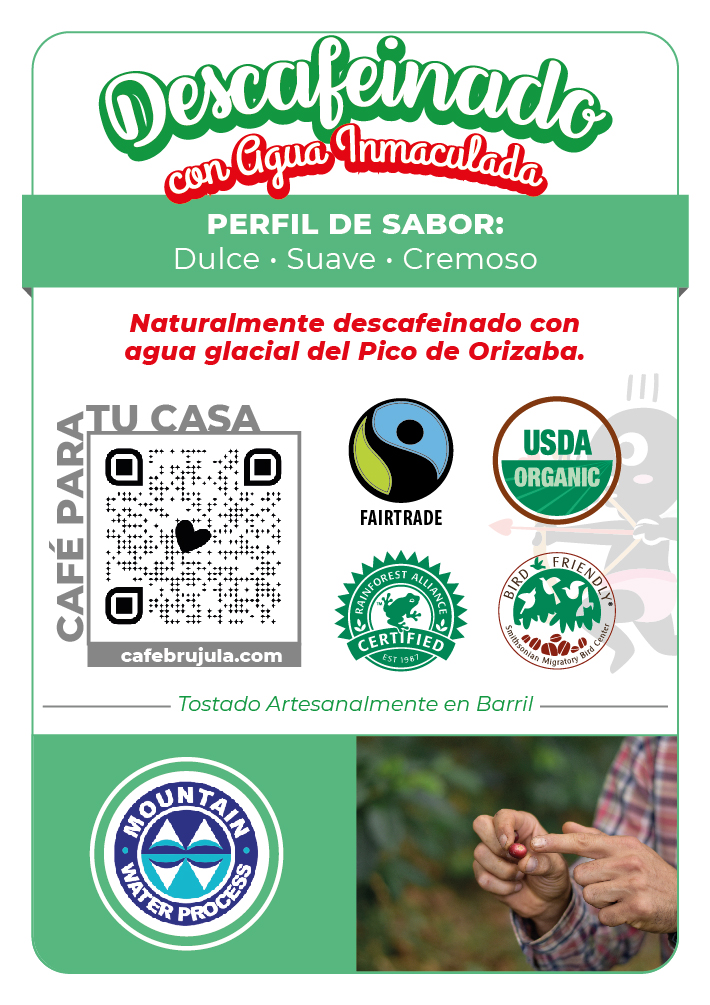 Descafeinado
con Agua Inmaculada
PERFIL DE SABOR:
Dulce • Suave • Cremoso
Naturalmente descafeinado con
agua glacial del Pico de Orizaba.
CAFÉ PARA
TU CASA
cafebrujula.com
FAIRTRADE
USDA
ORGANIC
RAINFOREST ALLIANCE
CERTIFIED
EST 1987
BIRD FRIENDLY®
Smithsonian Migratory Bird Center
Tostado Artesanalmente en Barril
MOUNTAIN
WATER PROCESS